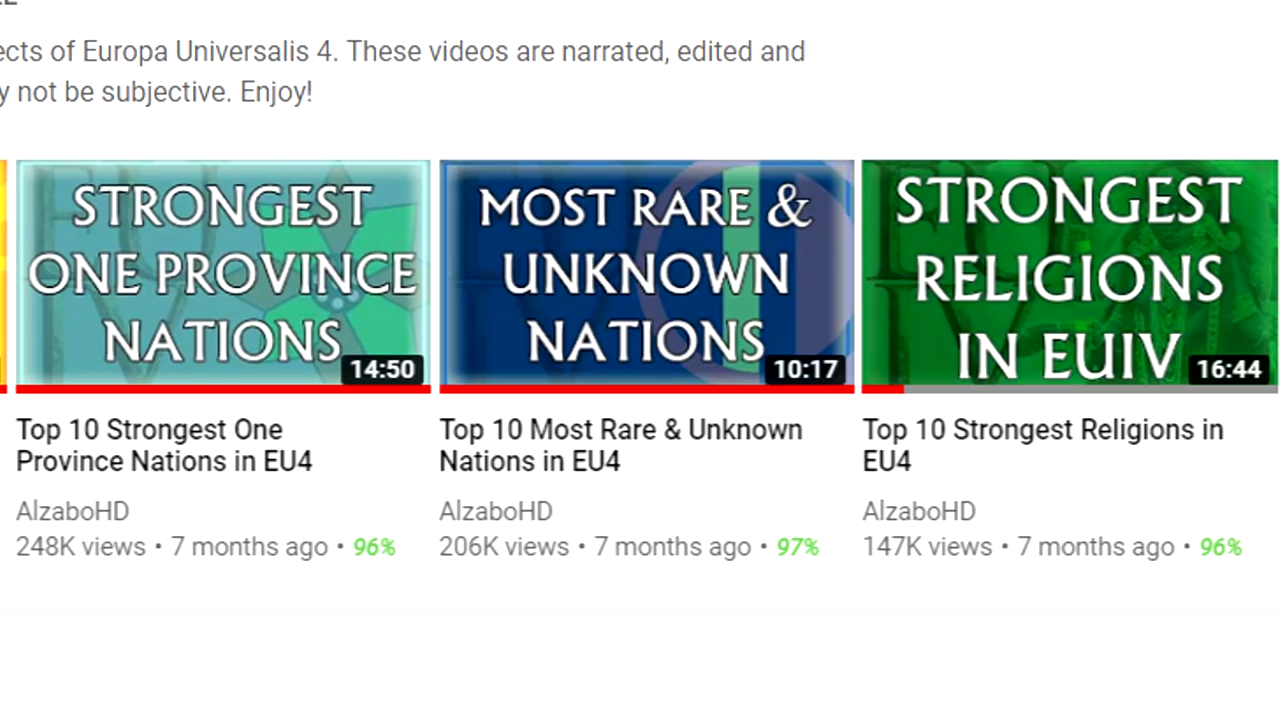 ects of Europa Universalis 4. These videos are narrated, edited and
y not be subjective. Enjoy!
STRONGEST
ONE PROVINCE
NATIONS
14:50
MOST RARE &
UNKNOWN
NATIONS
10:17
STRONGEST
RELIGIONS
IN EUIV
16:44
Top 10 Strongest One
Province Nations in EU4
AlzaboHD
248K views • 7 months ago • 96%
Top 10 Most Rare & Unknown
Nations in EU4
AlzaboHD
206K views • 7 months ago • 97%
Top 10 Strongest Religions in
EU4
AlzaboHD
147K views • 7 months ago • 96%